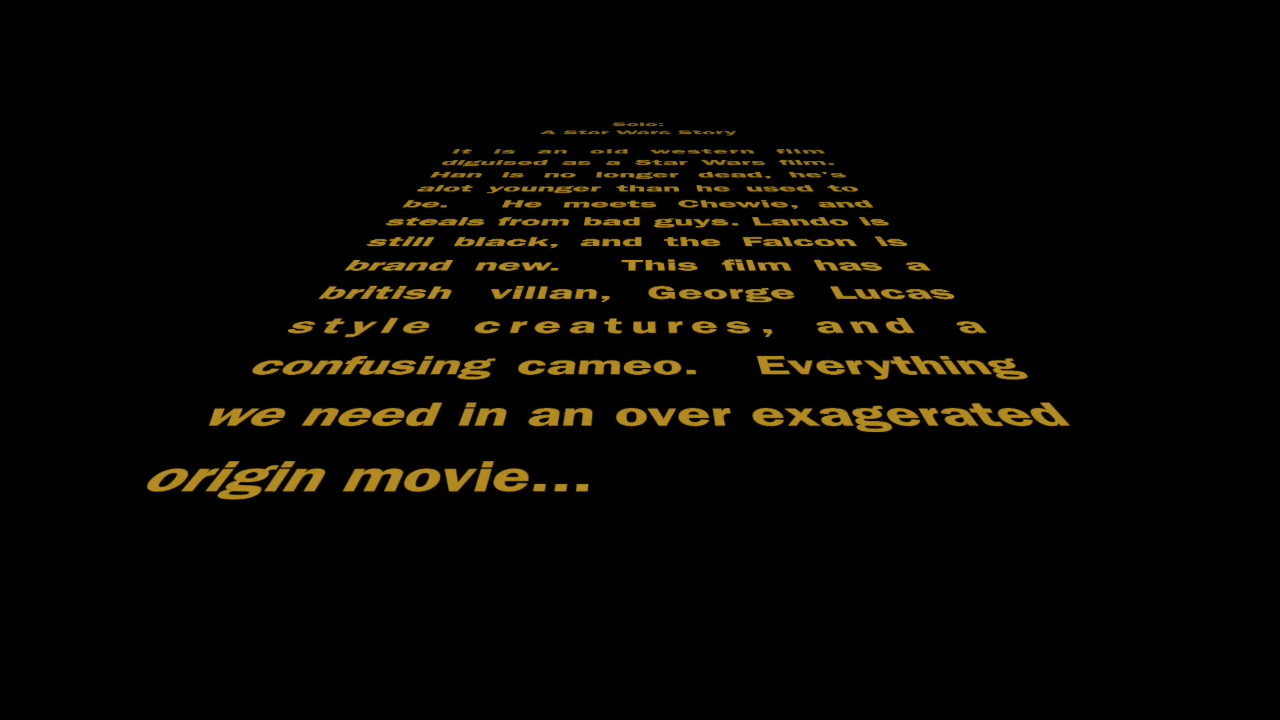 Solo:
A Star Wars Story
It is an old western film
diguised as a Star Wars film.
Han is no longer dead, he's
alot younger than he used to
be. He meets Chewie, and
steals from bad guys. Lando is
still black, and the Falcon is
brand new. This film has a
british villan, George Lucas
style creatures, and a
confusing cameo. Everything
we need in an over exagerated
origin movie...